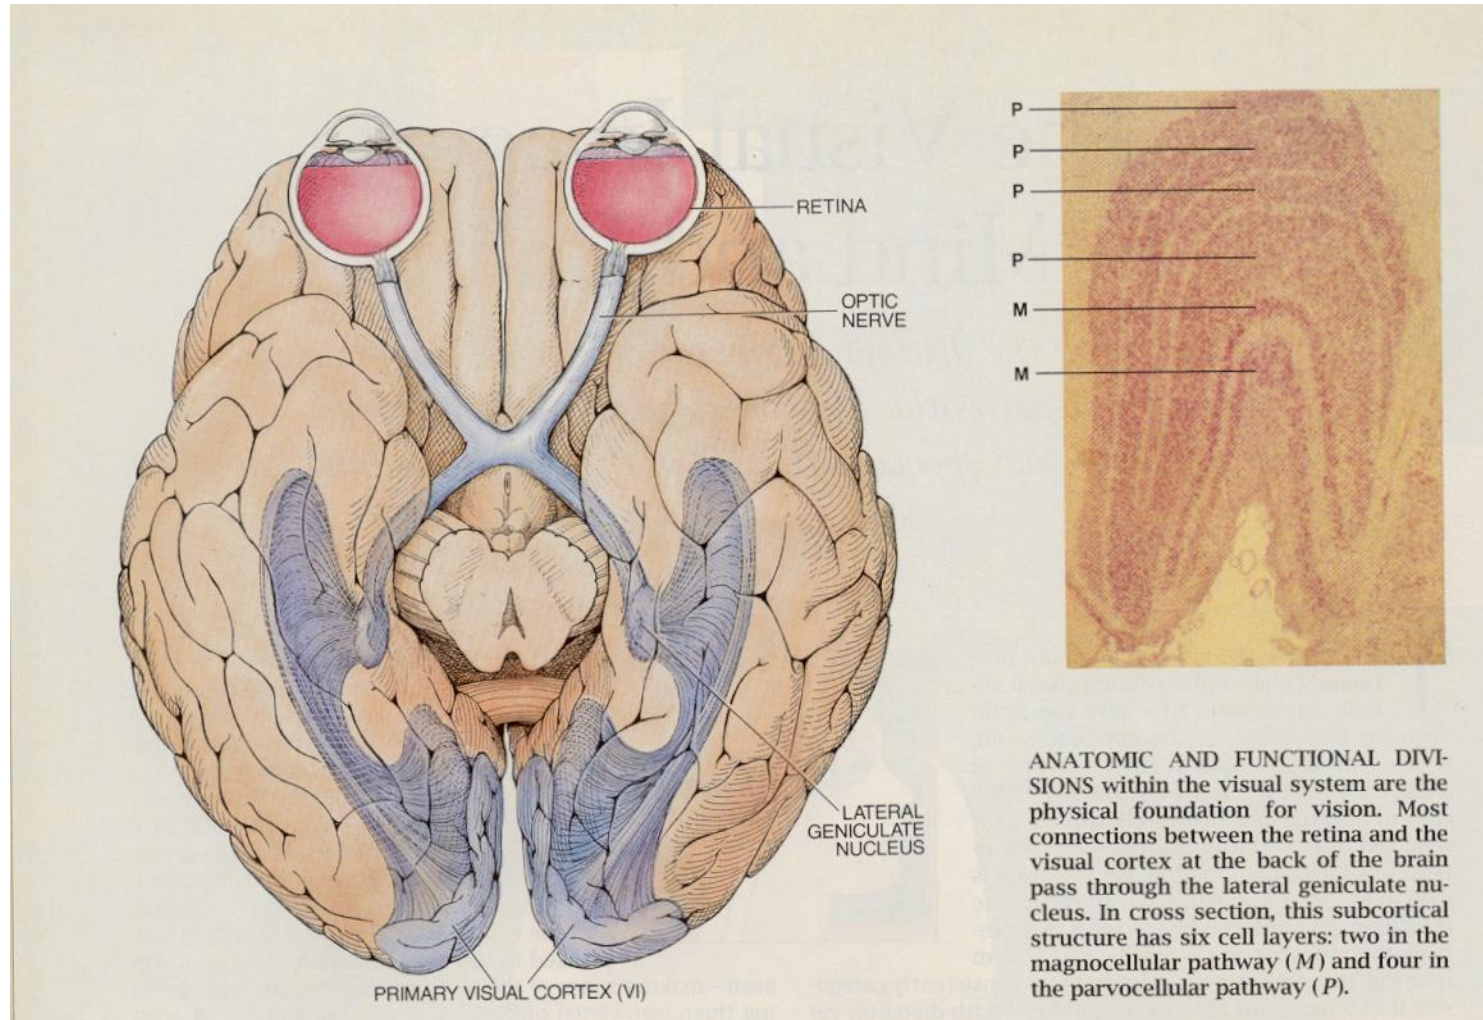 RETINA
OPTIC
NERVE
LATERAL
GENICULATE
NUCLEUS
PRIMARY VISUAL CORTEX (VI)
P
P
P
P
M
M
ANATOMIC AND FUNCTIONAL DIVI-
SIONS within the visual system are the
physical foundation for vision. Most
connections between the retina and the
visual cortex at the back of the brain
pass through the lateral geniculate nu-
cleus. In cross section, this subcortical
structure has six cell layers: two in the
magnocellular pathway (M) and four in
the parvocellular pathway (P).